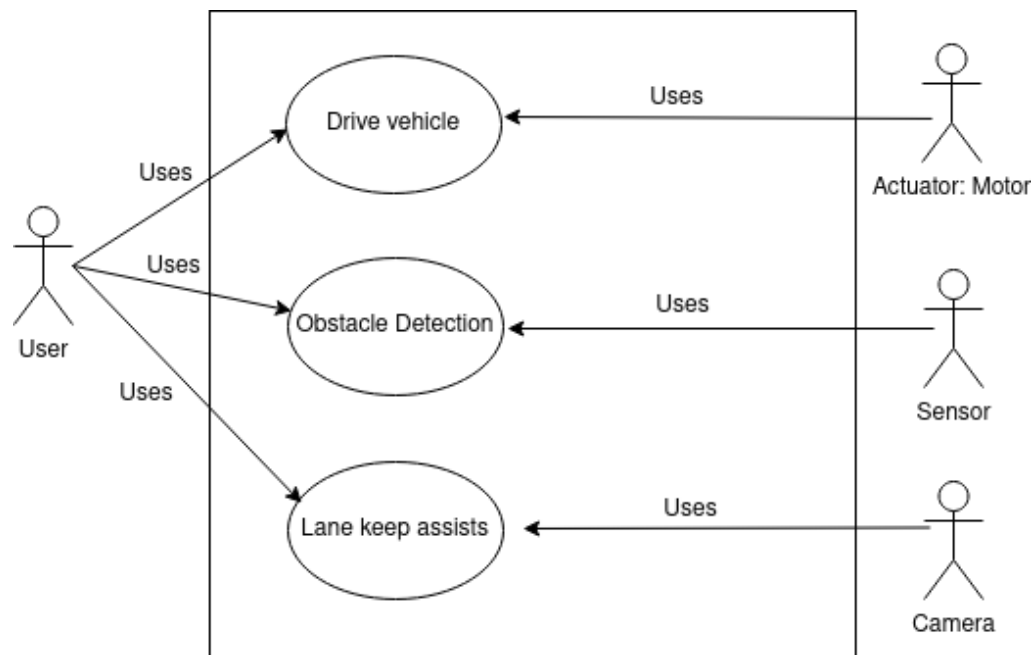 Uses
Drive vehicle
Uses
Actuator: Motor
Uses
Uses
Obstacle Detection
User
Uses
Sensor
Uses
Lane keep assists
Camera